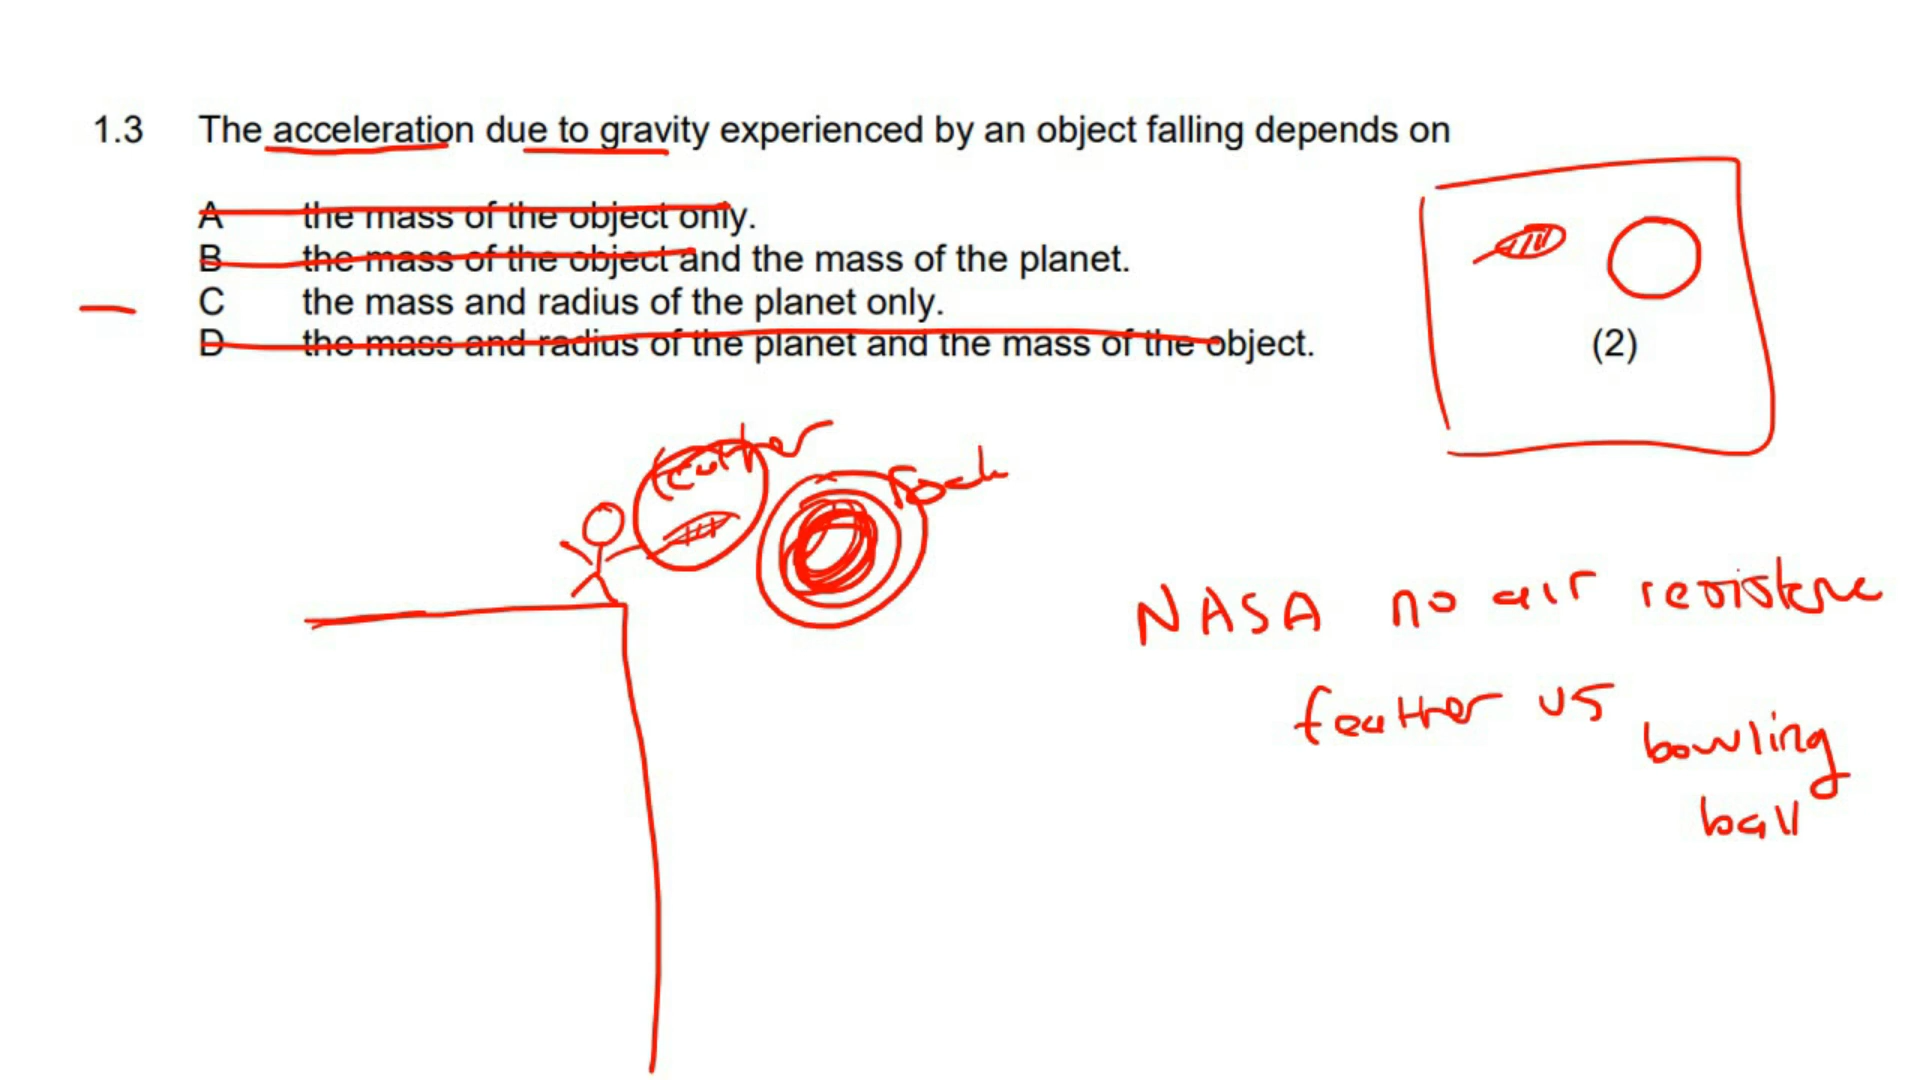 1.3 The acceleration due to gravity experienced by an object falling depends on
A the mass of the object only.
B the mass of the object and the mass of the planet.
C the mass and radius of the planet only.
D the mass and radius of the planet and the mass of the object.
(2)
feather
Rock
NASA no air resistence
feather vs
bowling
ball